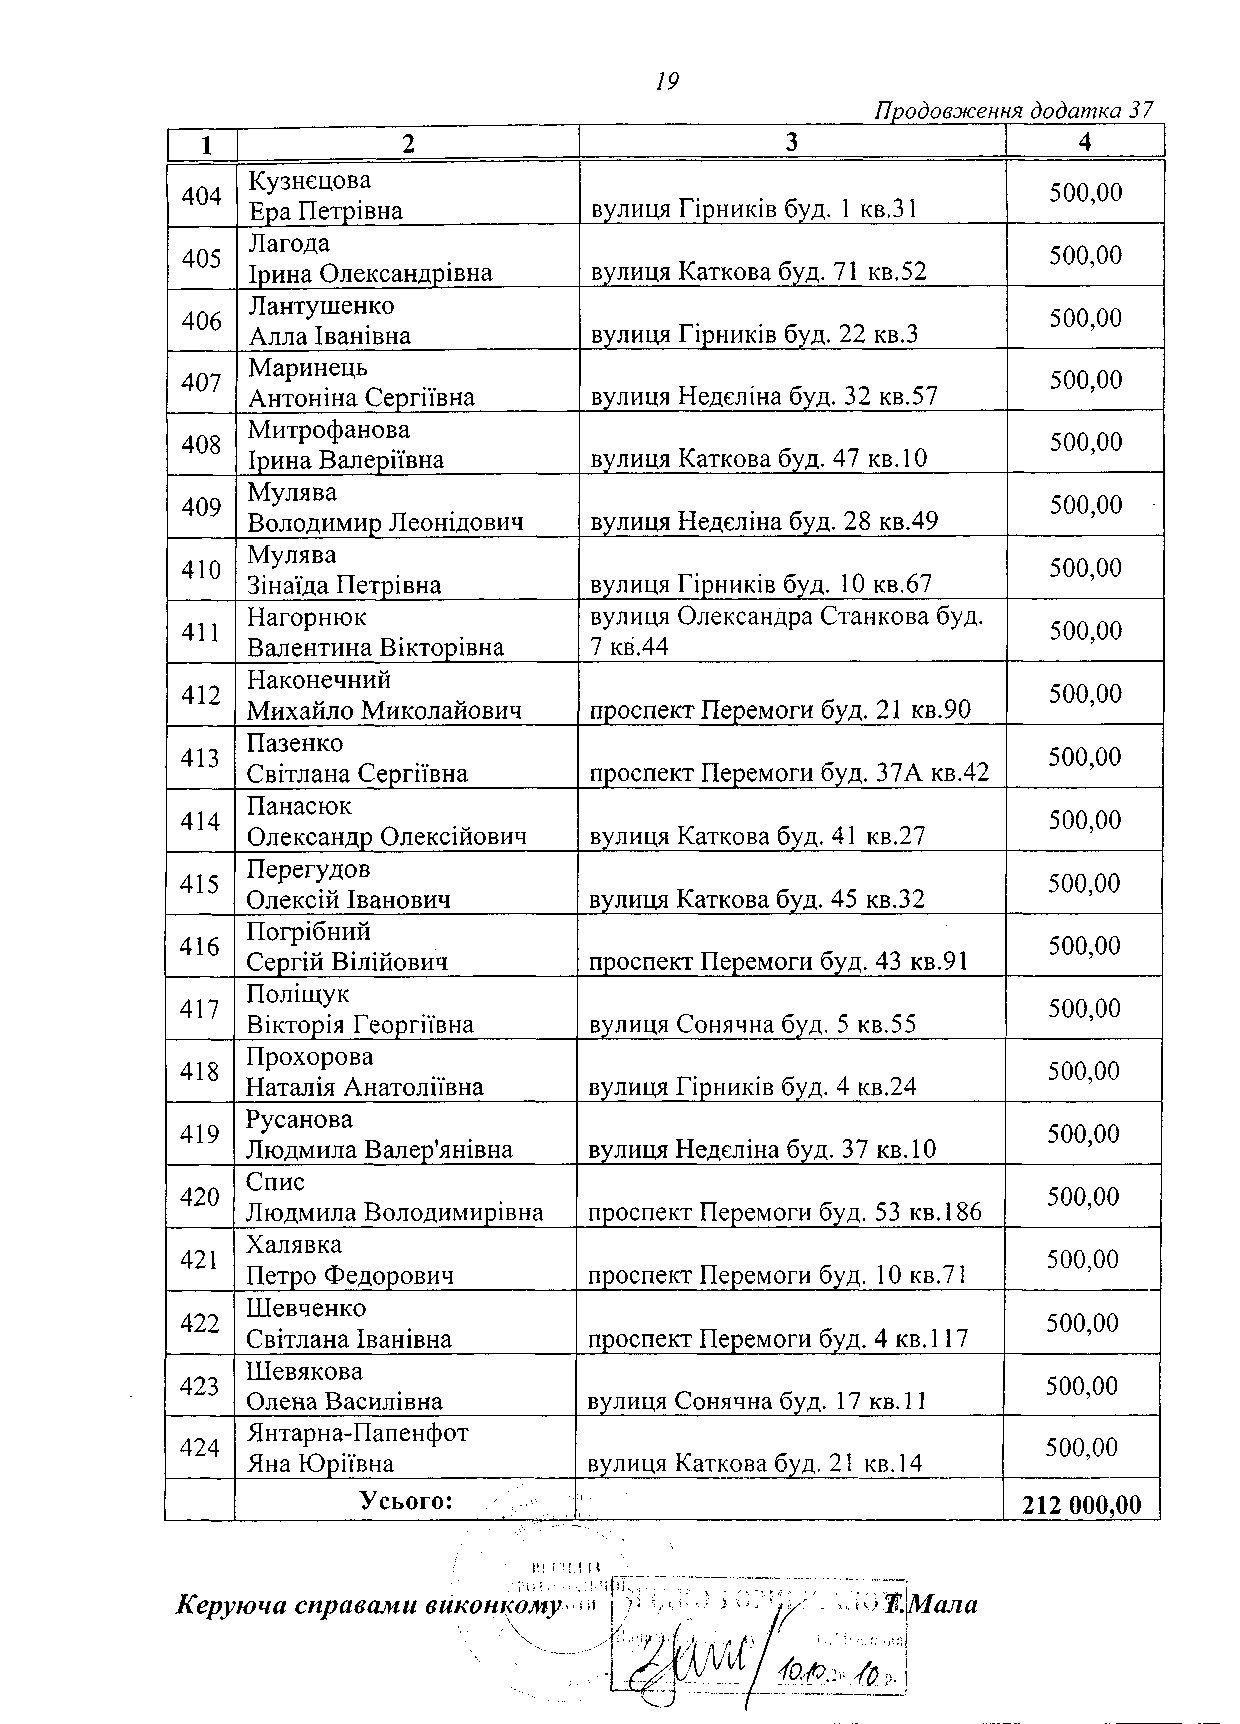 19
Продовження додатка 37
1 2 3 4
404 Кузнєцова
Ера Петрівна вулиця Гірників буд. 1 кв.31 500,00
405 Лагода
Ірина Олександрівна вулиця Каткова буд. 71 кв.52 500,00
406 Лантушенко
Алла Іванівна вулиця Гірників буд. 22 кв.3 500,00
407 Маринець
Антоніна Сергіївна вулиця Недєліна буд. 32 кв.57 500,00
408 Митрофанова
Ірина Валеріївна вулиця Каткова буд. 47 кв.10 500,00
409 Мулява
Володимир Леонідович вулиця Недєліна буд. 28 кв.49 500,00
410 Мулява
Зінаїда Петрівна вулиця Гірників буд. 10 кв.67 500,00
411 Нагорнюк вулиця Олександра Станкова буд.
Валентина Вікторівна 7 кв.44 500,00
412 Наконечний
Михайло Миколайович проспект Перемоги буд. 21 кв.90 500,00
413 Пазенко
Світлана Сергіївна проспект Перемоги буд. 37А кв.42 500,00
414 Панасюк
Олександр Олексійович вулиця Каткова буд. 41 кв.27 500,00
415 Перегудов
Олексій Іванович вулиця Каткова буд. 45 кв.32 500,00
416 Погрібний
Сергій Вілійович проспект Перемоги буд. 43 кв.91 500,00
417 Поліщук
Вікторія Георгіївна вулиця Сонячна буд. 5 кв.55 500,00
418 Прохорова
Наталія Анатоліївна вулиця Гірників буд. 4 кв.24 500,00
419 Русанова
Людмила Валер'янівна вулиця Недєліна буд. 37 кв.10 500,00
420 Спис
Людмила Володимирівна проспект Перемоги буд. 53 кв.186 500,00
421 Халявка
Петро Федорович проспект Перемоги буд. 10 кв.71 500,00
422 Шевченко
Світлана Іванівна проспект Перемоги буд. 4 кв.117 500,00
423 Шевякова
Олена Василівна вулиця Сонячна буд. 17 кв.11 500,00
424 Янтарна-Папенфот
Яна Юріївна вулиця Каткова буд. 21 кв.14 500,00
Усього: 212 000,00
Керуюча справами виконкому Т.Мала